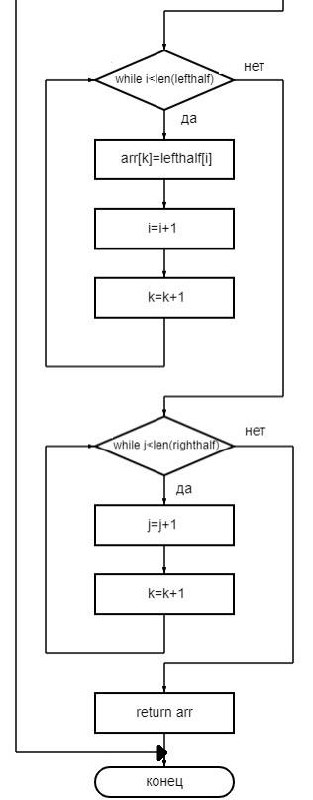 while i<len(lefthalf)
нет
да
arr[k]=lefthalf[i]
i=i+1
k=k+1
while j<len(righthalf)
нет
да
j=j+1
k=k+1
return arr
конец